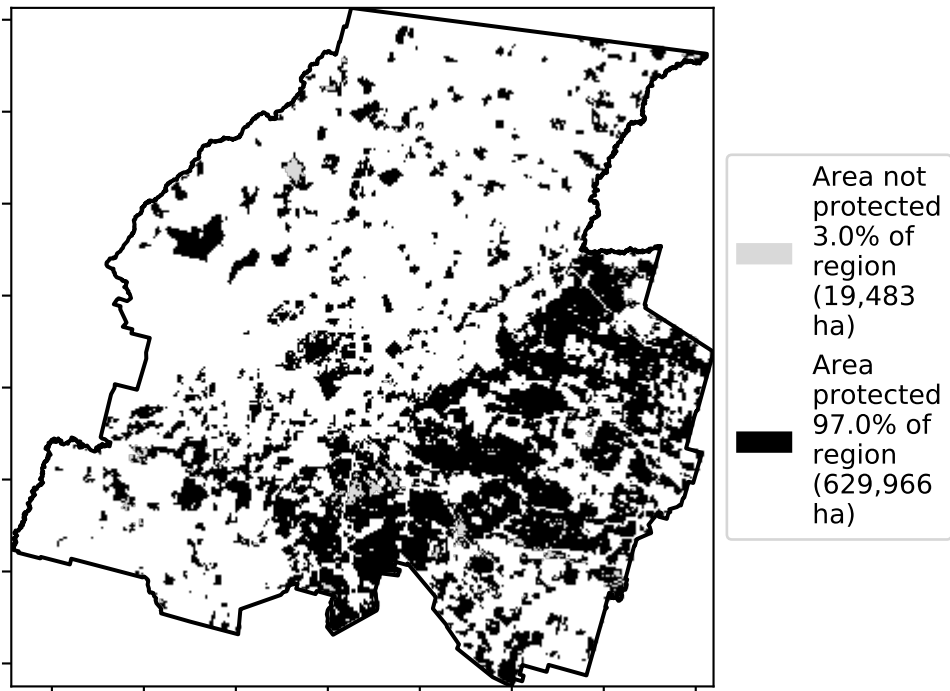 Area not
protected
3.0% of
region
(19,483
ha)
Area
protected
97.0% of
region
(629,966
ha)